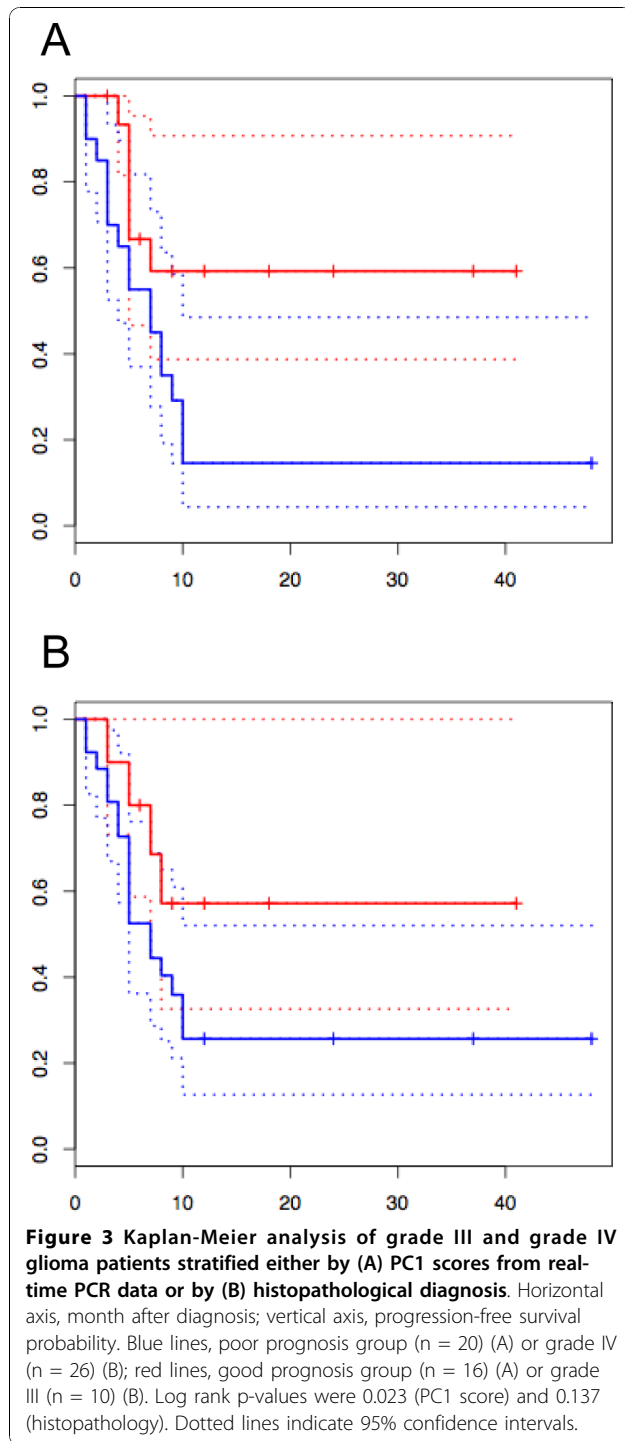 A
1.0
0.8
0.6
0.4
0.2
0.0
0 10 20 30 40
B
1.0
0.8
0.6
0.4
0.2
0.0
0 10 20 30 40
Figure 3 Kaplan-Meier analysis of grade III and grade IV
glioma patients stratified either by (A) PC1 scores from real-
time PCR data or by (B) histopathological diagnosis. Horizontal
axis, month after diagnosis; vertical axis, progression-free survival
probability. Blue lines, poor prognosis group (n = 20) (A) or grade IV
(n = 26) (B); red lines, good prognosis group (n = 16) (A) or grade
III (n = 10) (B). Log rank p-values were 0.023 (PC1 score) and 0.137
(histopathology). Dotted lines indicate 95% confidence intervals.